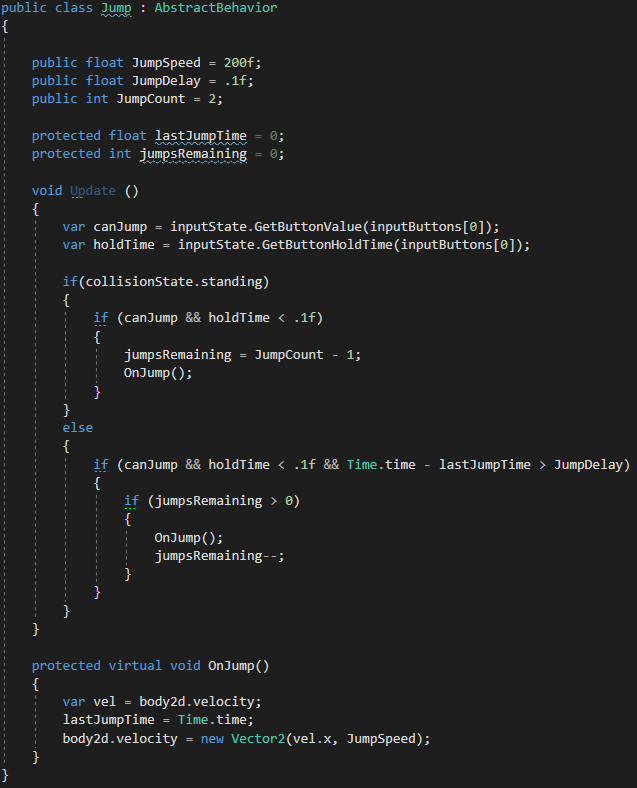 public class Jump : AbstractBehavior
{
public float JumpSpeed = 200f;
public float JumpDelay = .1f;
public int JumpCount = 2;
protected float lastJumpTime = 0;
protected int jumpsRemaining = 0;
void Update ()
{
var canJump = inputState.GetButtonValue(inputButtons[0]);
var holdTime = inputState.GetButtonHoldTime(inputButtons[0]);
if(collisionState.standing)
{
if (canJump && holdTime < .1f)
{
jumpsRemaining = JumpCount - 1;
OnJump();
}
}
else
{
if (canJump && holdTime < .1f && Time.time - lastJumpTime > JumpDelay)
{
if (jumpsRemaining > 0)
{
OnJump();
jumpsRemaining--;
}
}
}
}
protected virtual void OnJump()
{
var vel = body2d.velocity;
lastJumpTime = Time.time;
body2d.velocity = new Vector2(vel.x, JumpSpeed);
}
}